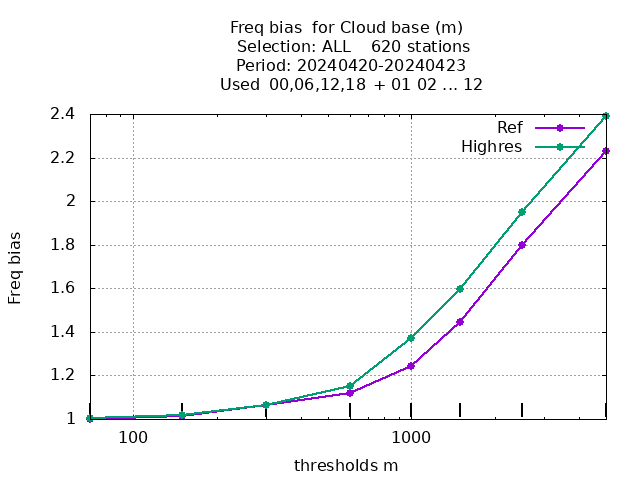 Freq bias  for Cloud base (m)
Selection: ALL    620 stations
Period: 20240420-20240423
Used  00,06,12,18  + 01 02 ... 12
Ref
Highres
2.4
2.2
2
1.8
1.6
1.4
1.2
1
Freq bias
100
1000
thresholds m